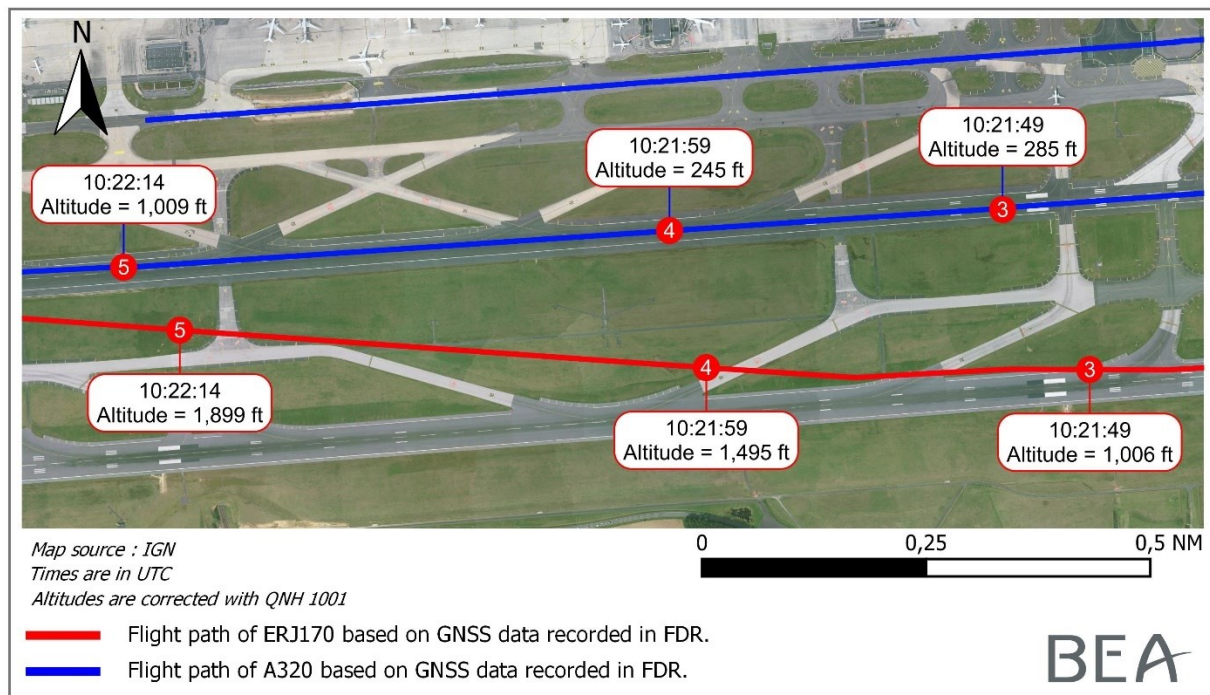 N
10:21:49
Altitude = 285 ft
10:21:59
Altitude = 245 ft
10:22:14
Altitude = 1,009 ft
3
4
5
5
4
3
10:22:14
Altitude = 1,899 ft
10:21:59
Altitude = 1,495 ft
10:21:49
Altitude = 1,006 ft
Map source : IGN
Times are in UTC
Altitudes are corrected with QNH 1001
0
0,25
0,5 NM
Flight path of ERJ170 based on GNSS data recorded in FDR.
Flight path of A320 based on GNSS data recorded in FDR.
BEA